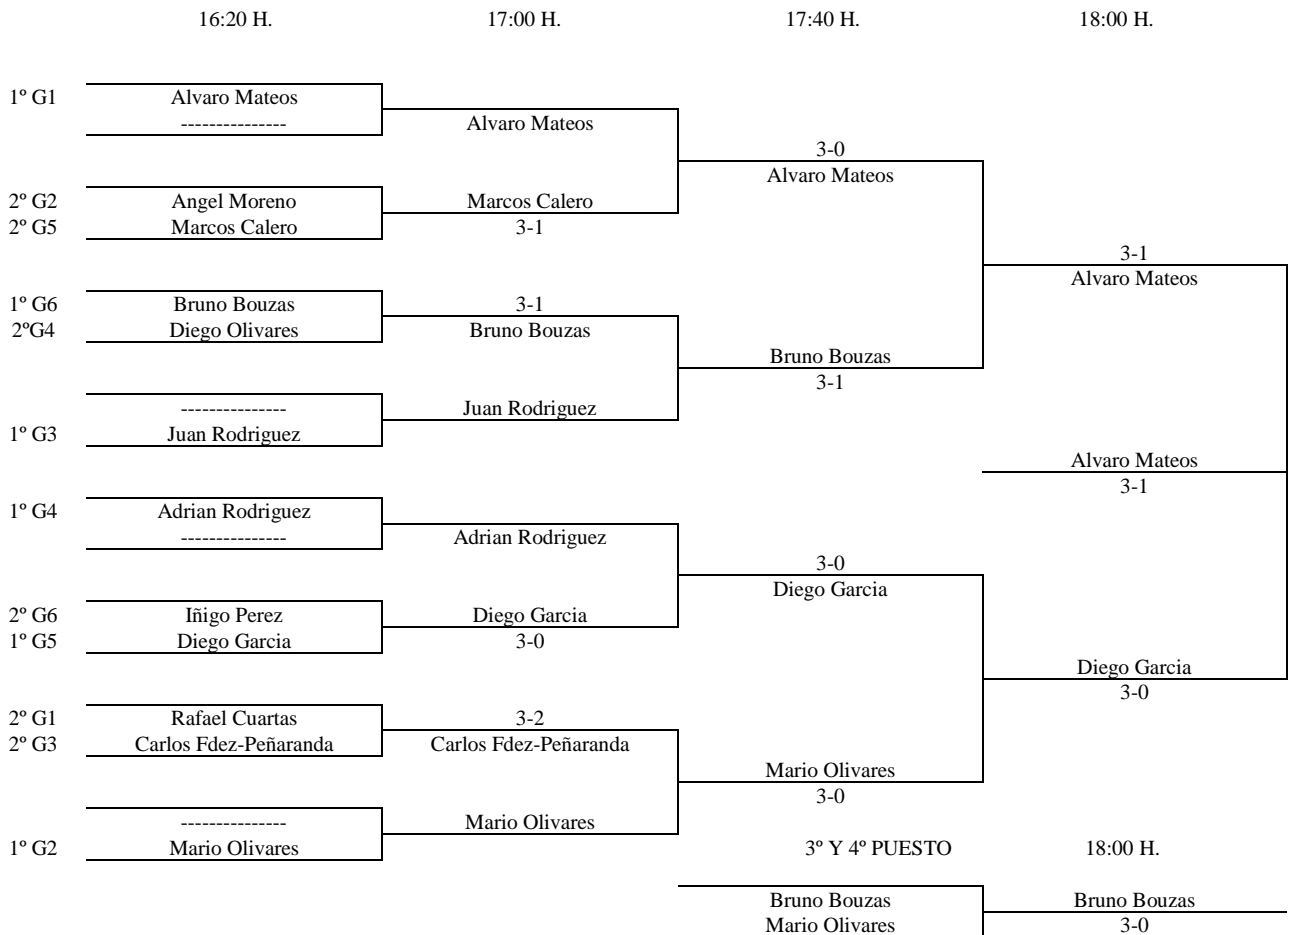 16:20 H. 17:00 H. 17:40 H. 18:00 H.
1º G1 Alvaro Mateos
--------------- Alvaro Mateos
3-0
Alvaro Mateos
2º G2 Angel Moreno Marcos Calero
2º G5 Marcos Calero 3-1
3-1
Alvaro Mateos
1º G6 Bruno Bouzas 3-1
2ºG4 Diego Olivares Bruno Bouzas
Bruno Bouzas
3-1
--------------- Juan Rodriguez
1º G3 Juan Rodriguez
Alvaro Mateos
3-1
1º G4 Adrian Rodriguez
--------------- Adrian Rodriguez
3-0
Diego Garcia
2º G6 Iñigo Perez Diego Garcia
1º G5 Diego Garcia 3-0
Diego Garcia
3-0
2º G1 Rafael Cuartas 3-2
2º G3 Carlos Fdez-Peñaranda Carlos Fdez-Peñaranda
Mario Olivares
3-0
--------------- Mario Olivares
1º G2 Mario Olivares 3º Y 4º PUESTO 18:00 H.
Bruno Bouzas Bruno Bouzas
Mario Olivares 3-0